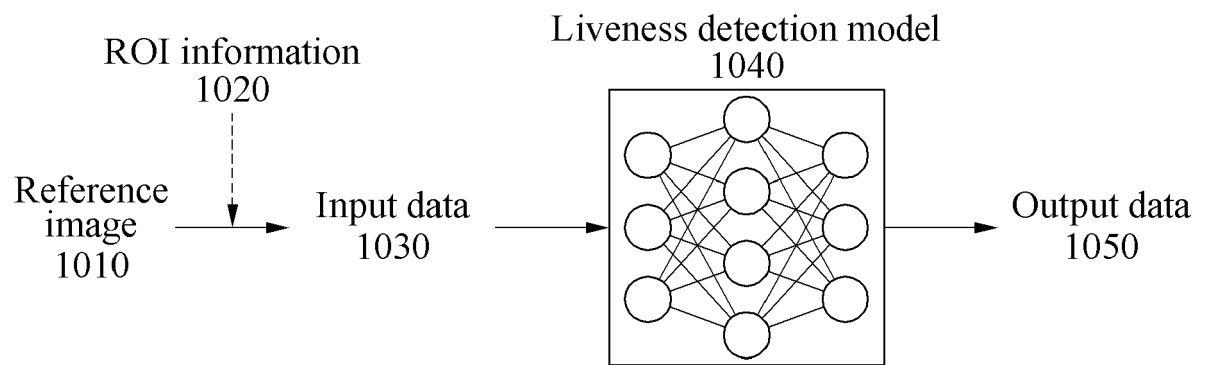 Liveness detection model
1040
ROI information
1020
Reference
image
1010
Input data
1030
Output data
1050